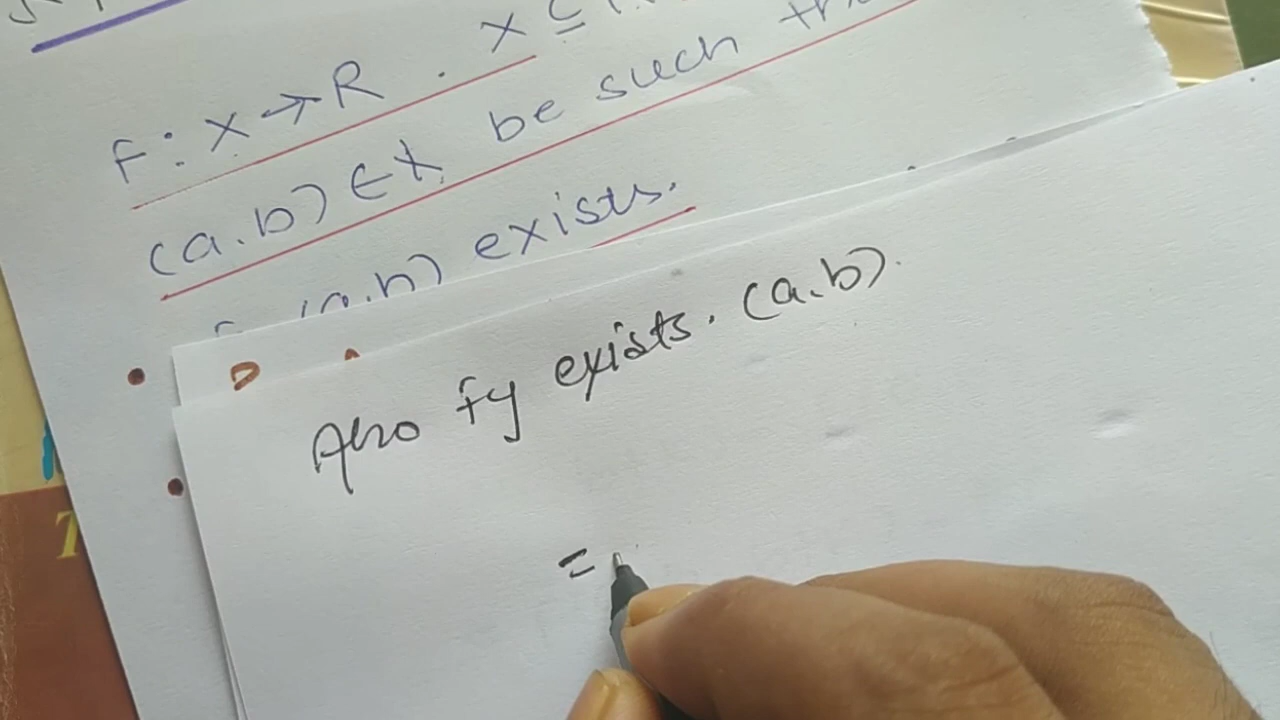 F: X → R . X ⊆
(a.b) ∈ X be such
(a.b) exists.
Also fy exists. (a.b).
=